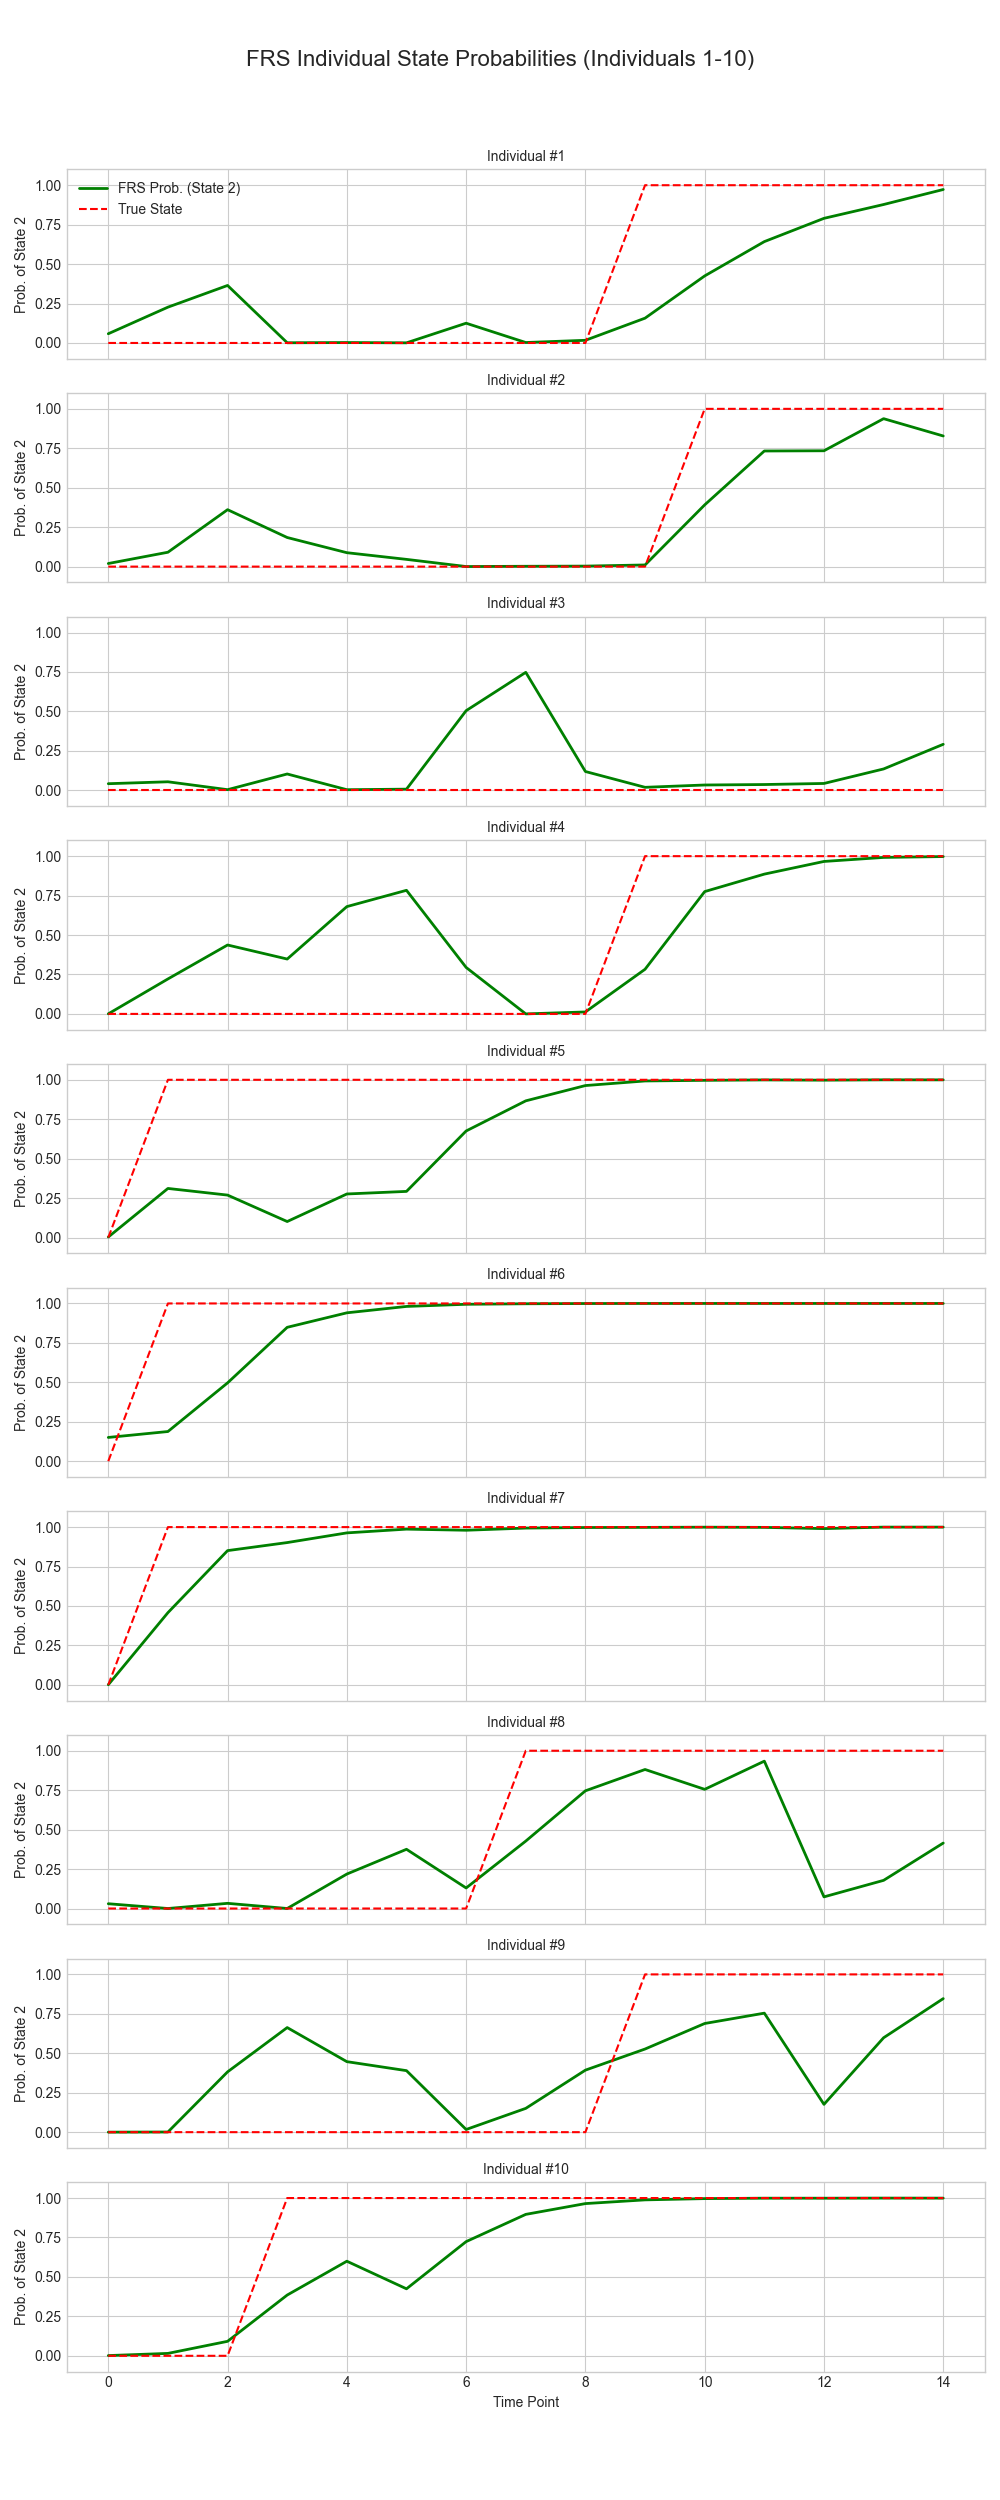 FRS Individual State Probabilities (Individuals 1-10)
Individual #1
FRS Prob. (State 2)
True State
1.00
0.75
0.50
0.25
0.00
Prob. of State 2
Individual #2
1.00
0.75
0.50
0.25
0.00
Prob. of State 2
Individual #3
1.00
0.75
0.50
0.25
0.00
Prob. of State 2
Individual #4
1.00
0.75
0.50
0.25
0.00
Prob. of State 2
Individual #5
1.00
0.75
0.50
0.25
0.00
Prob. of State 2
Individual #6
1.00
0.75
0.50
0.25
0.00
Prob. of State 2
Individual #7
1.00
0.75
0.50
0.25
0.00
Prob. of State 2
Individual #8
1.00
0.75
0.50
0.25
0.00
Prob. of State 2
Individual #9
1.00
0.75
0.50
0.25
0.00
Prob. of State 2
Individual #10
1.00
0.75
0.50
0.25
0.00
Prob. of State 2
0 2 4 6 8 10 12 14
Time Point